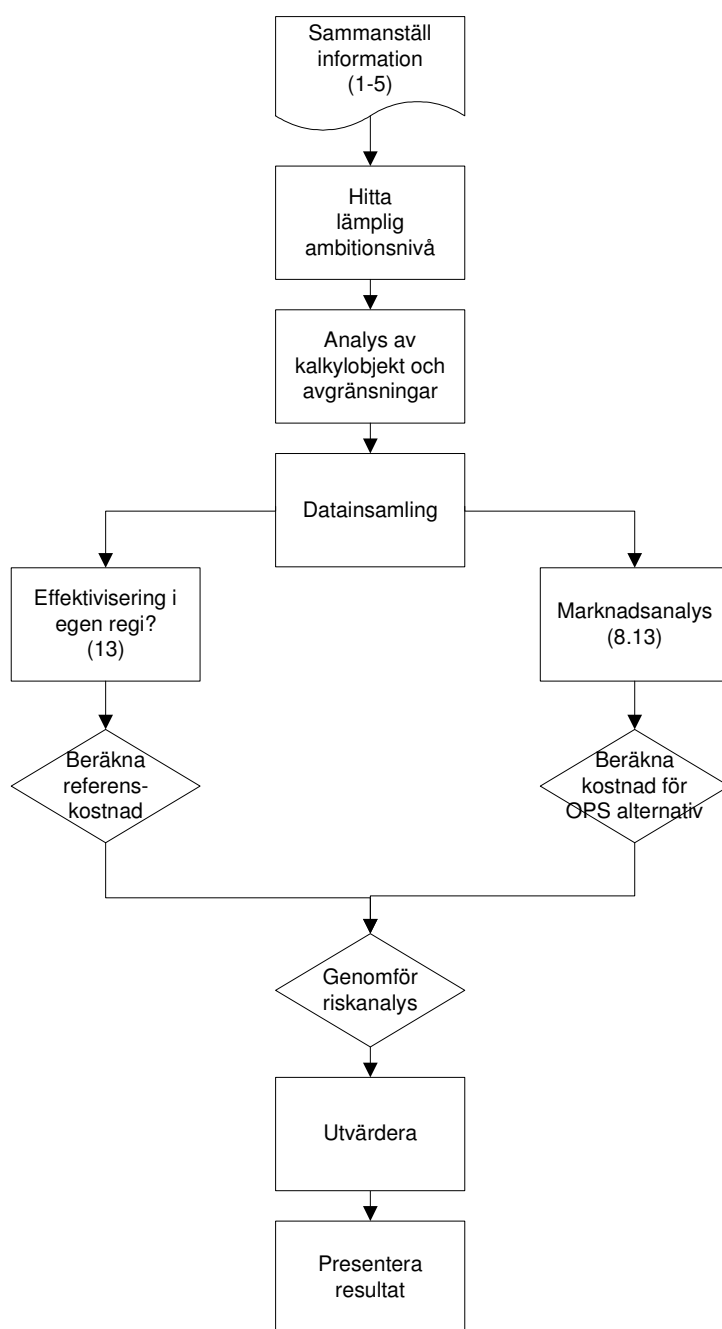 Sammanställ
information
(1-5)
Hitta
lämplig
ambitionsnivå
Analys av
kalkylobjekt och
avgränsningar
Datainsamling
Effektivisering i
egen regi?
(13)
Marknadsanalys
(8.13)
Beräkna
referens-
kostnad
Beräkna
kostnad för
OPS alternativ
Genomför
riskanalys
Utvärdera
Presentera
resultat